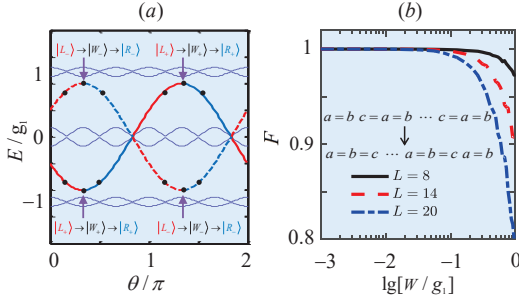 (a)
|L₋⟩→|W₋⟩→|R₋⟩ |L₊⟩→|W₊⟩→|R₊⟩
1
0
−1
E / g₁
|L₊⟩→|W₊⟩→|R₊⟩ |L₋⟩→|W₋⟩→|R₋⟩
0 1 2
θ / π
(b)
1
0.9
0.8
F
a=b c=a=b ⋯ c=a=b
a=b=c ⋯ a=b=c a=b
L = 8
L = 14
L = 20
−3 −2 −1 0
lg[W / g₁]